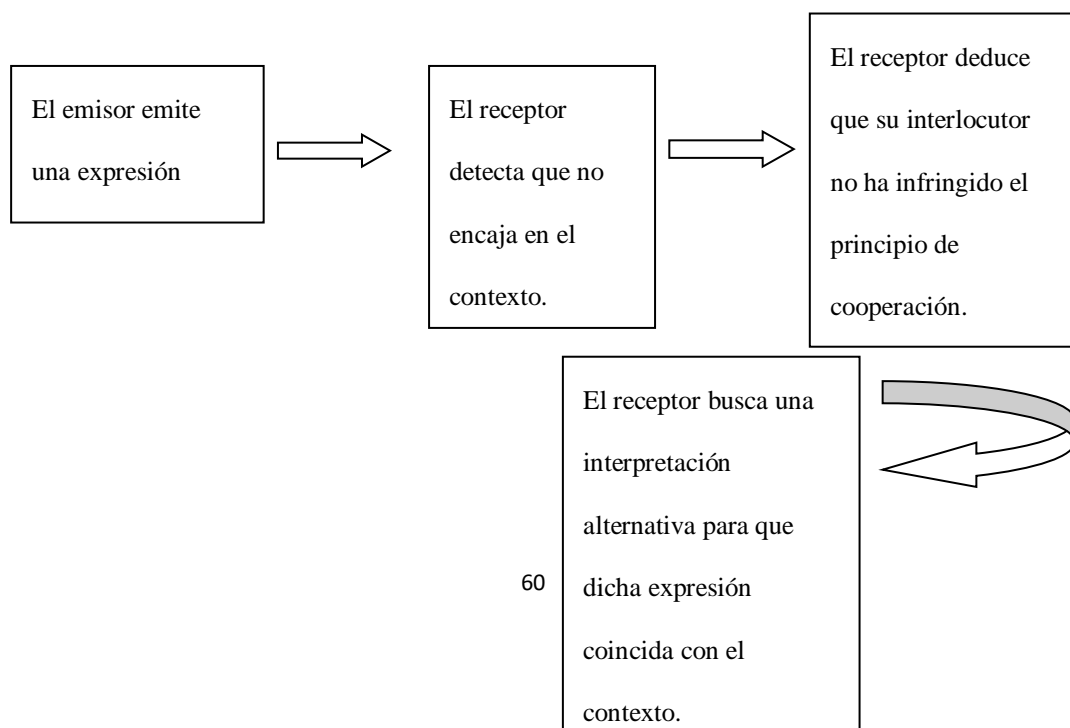 El emisor emite
una expresión
El receptor
detecta que no
encaja en el
contexto.
El receptor deduce
que su interlocutor
no ha infringido el
principio de
cooperación.
El receptor busca una
interpretación
alternativa para que
dicha expresión
coincida con el
contexto.
60